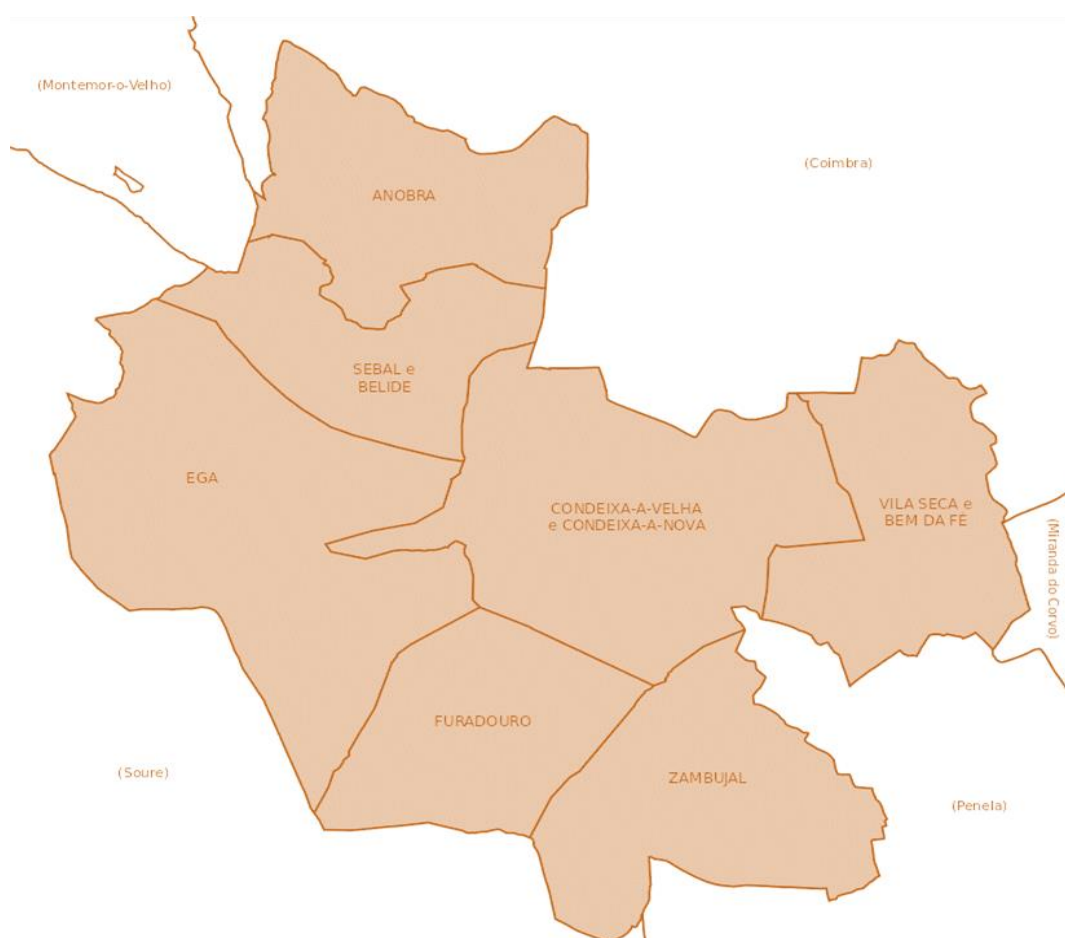 (Montemor-o-Velho)
(Coimbra)
ANOBRA
SEBAL e
BELIDE
EGA
CONDEIXA-A-VELHA
e CONDEIXA-A-NOVA
VILA SECA e
BEM DA FÉ
(Miranda do Corvo)
FURADOURO
(Soure)
ZAMBUJAL
(Penela)